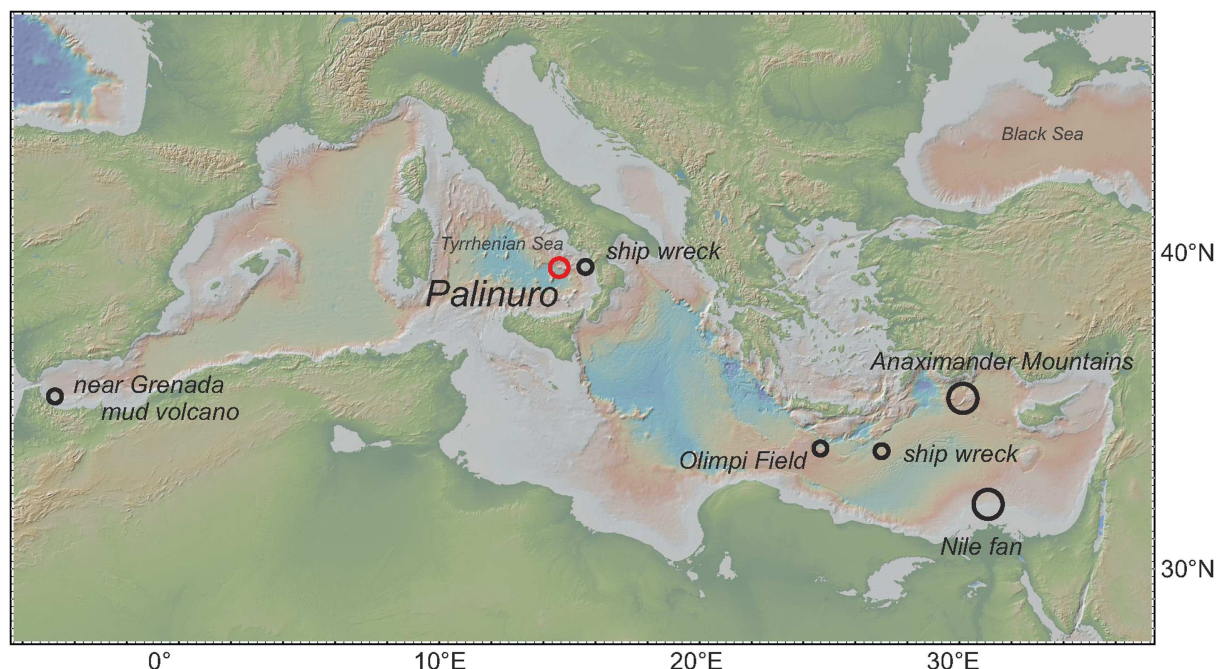 Black Sea
40°N
Tyrrhenian Sea
ship wreck
Palinuro
Anaximander Mountains
near Grenada
mud volcano
Olimpi Field
ship wreck
Nile fan
30°N
0°
10°E
20°E
30°E